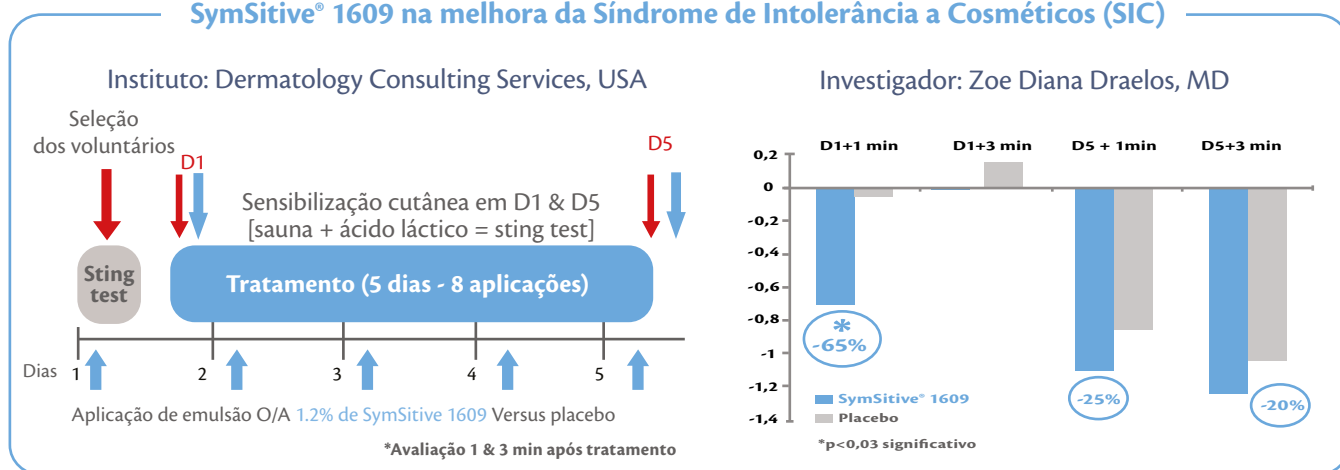 SymSitive® 1609 na melhora da Síndrome de Intolerância a Cosméticos (SIC)
Instituto: Dermatology Consulting Services, USA
Seleção
dos voluntários
D1
D5
Sensibilização cutânea em D1 & D5
[sauna + ácido láctico = sting test]
Sting
test
Tratamento (5 dias - 8 aplicações)
Dias 1 2 3 4 5
Aplicação de emulsão O/A 1.2% de SymSitive 1609 Versus placebo
*Avaliação 1 & 3 min após tratamento
Investigador: Zoe Diana Draelos, MD
D1+1 min D1+3 min D5 + 1min D5+3 min
0,2
0
-0,2
-0,4
-0,6
-0,8
-1
-1,2
-1,4
*
-65%
-25%
-20%
SymSitive® 1609
Placebo
*p<0,03 significativo